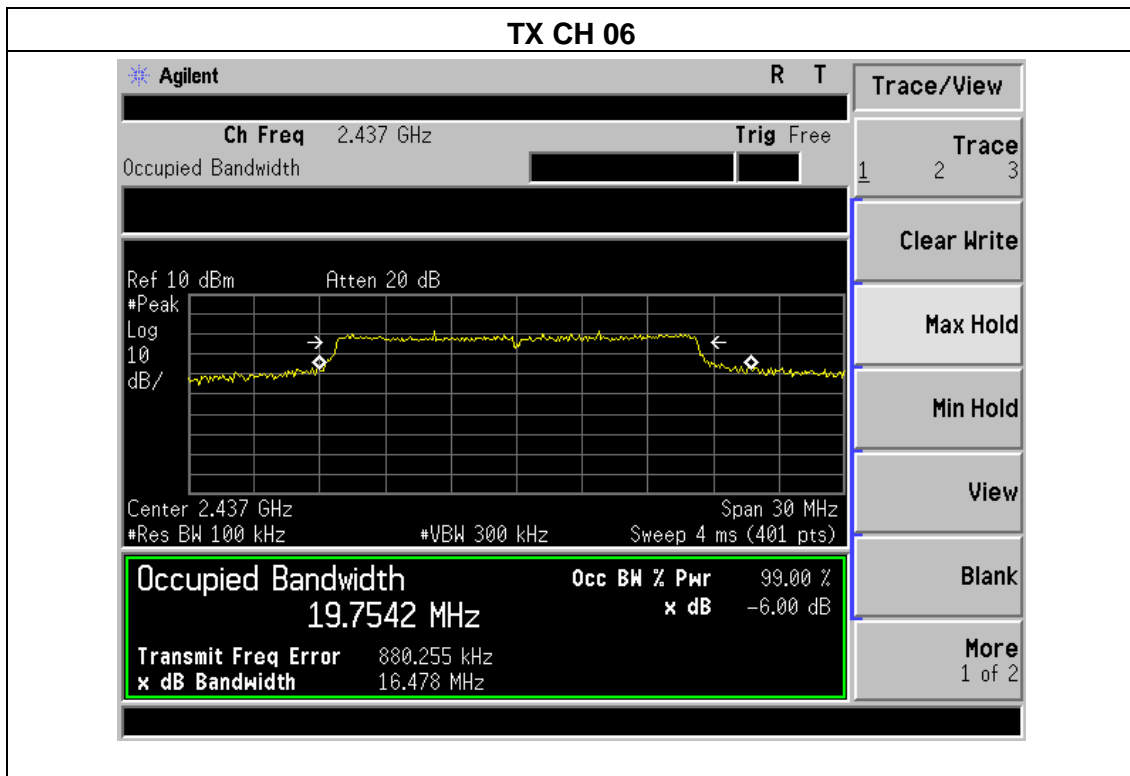 TX CH 06
Agilent R T
Ch Freq 2.437 GHz Trig Free
Occupied Bandwidth
Ref 10 dBm Atten 20 dB
#Peak
Log
10
dB/
Center 2.437 GHz Span 30 MHz
#Res BW 100 kHz #VBW 300 kHz Sweep 4 ms (401 pts)
Occupied Bandwidth Occ BW % Pwr 99.00 %
19.7542 MHz x dB -6.00 dB
Transmit Freq Error 880.255 kHz
x dB Bandwidth 16.478 MHz
Trace/View
Trace
1 2 3
Clear Write
Max Hold
Min Hold
View
Blank
More
1 of 2